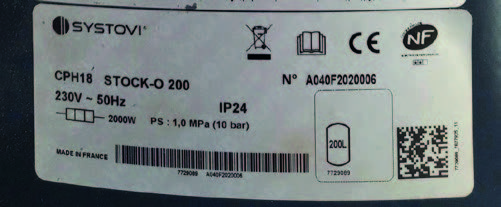 SYSTOVI
CE
NF
CPH18 STOCK-O 200
N° A040F2020006
230V ~ 50Hz
IP24
2000W PS : 1,0 MPa (10 bar)
200L
MADE IN FRANCE
7729069 A040F2020006
7729069